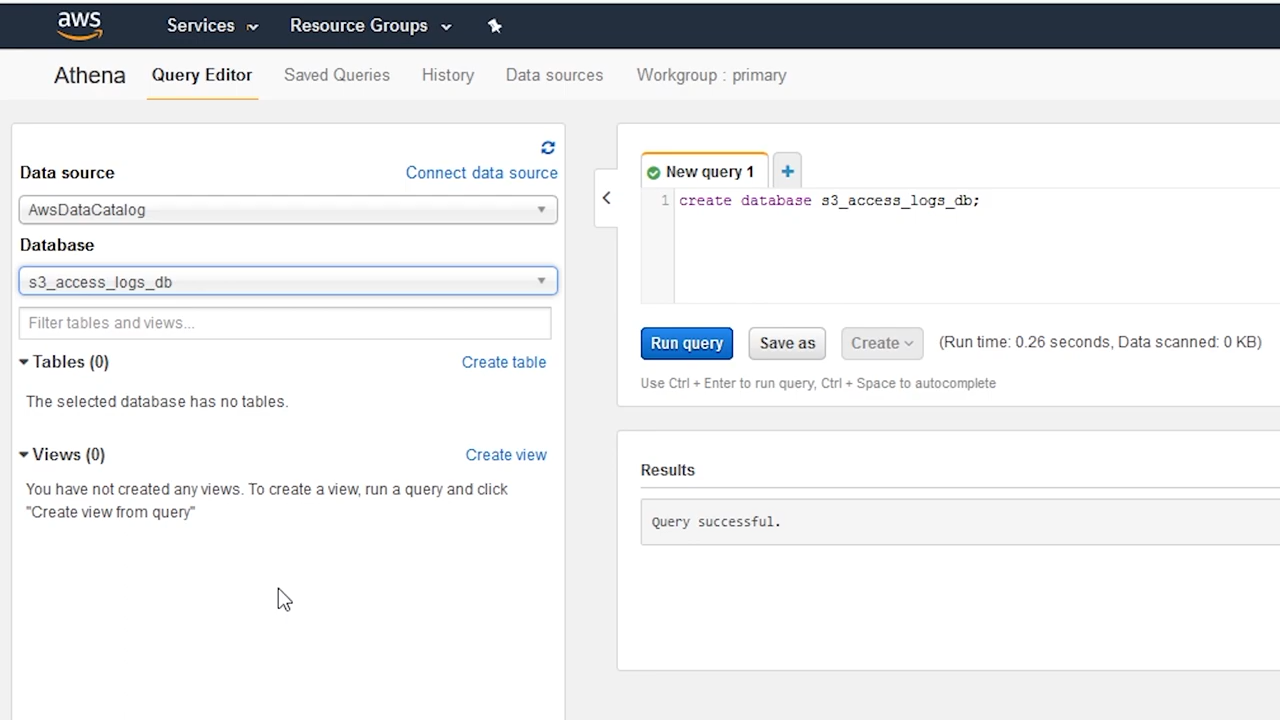 aws Services Resource Groups
Athena Query Editor Saved Queries History Data sources Workgroup : primary
Data source Connect data source
AwsDataCatalog
Database
s3_access_logs_db
Filter tables and views...
Tables (0) Create table
The selected database has no tables.
Views (0) Create view
You have not created any views. To create a view, run a query and click
"Create view from query"
New query 1 +
1 create database s3_access_logs_db;
Run query Save as Create (Run time: 0.26 seconds, Data scanned: 0 KB)
Use Ctrl + Enter to run query, Ctrl + Space to autocomplete
Results
Query successful.